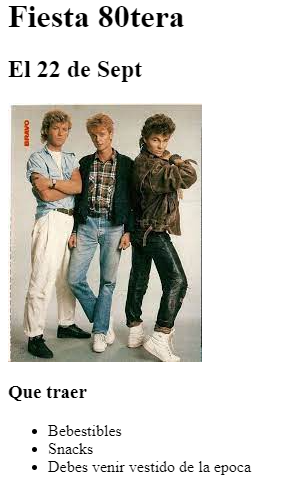 Fiesta 80tera
El 22 de Sept
BRAVO
Que traer
Bebestibles
Snacks
Debes venir vestido de la epoca